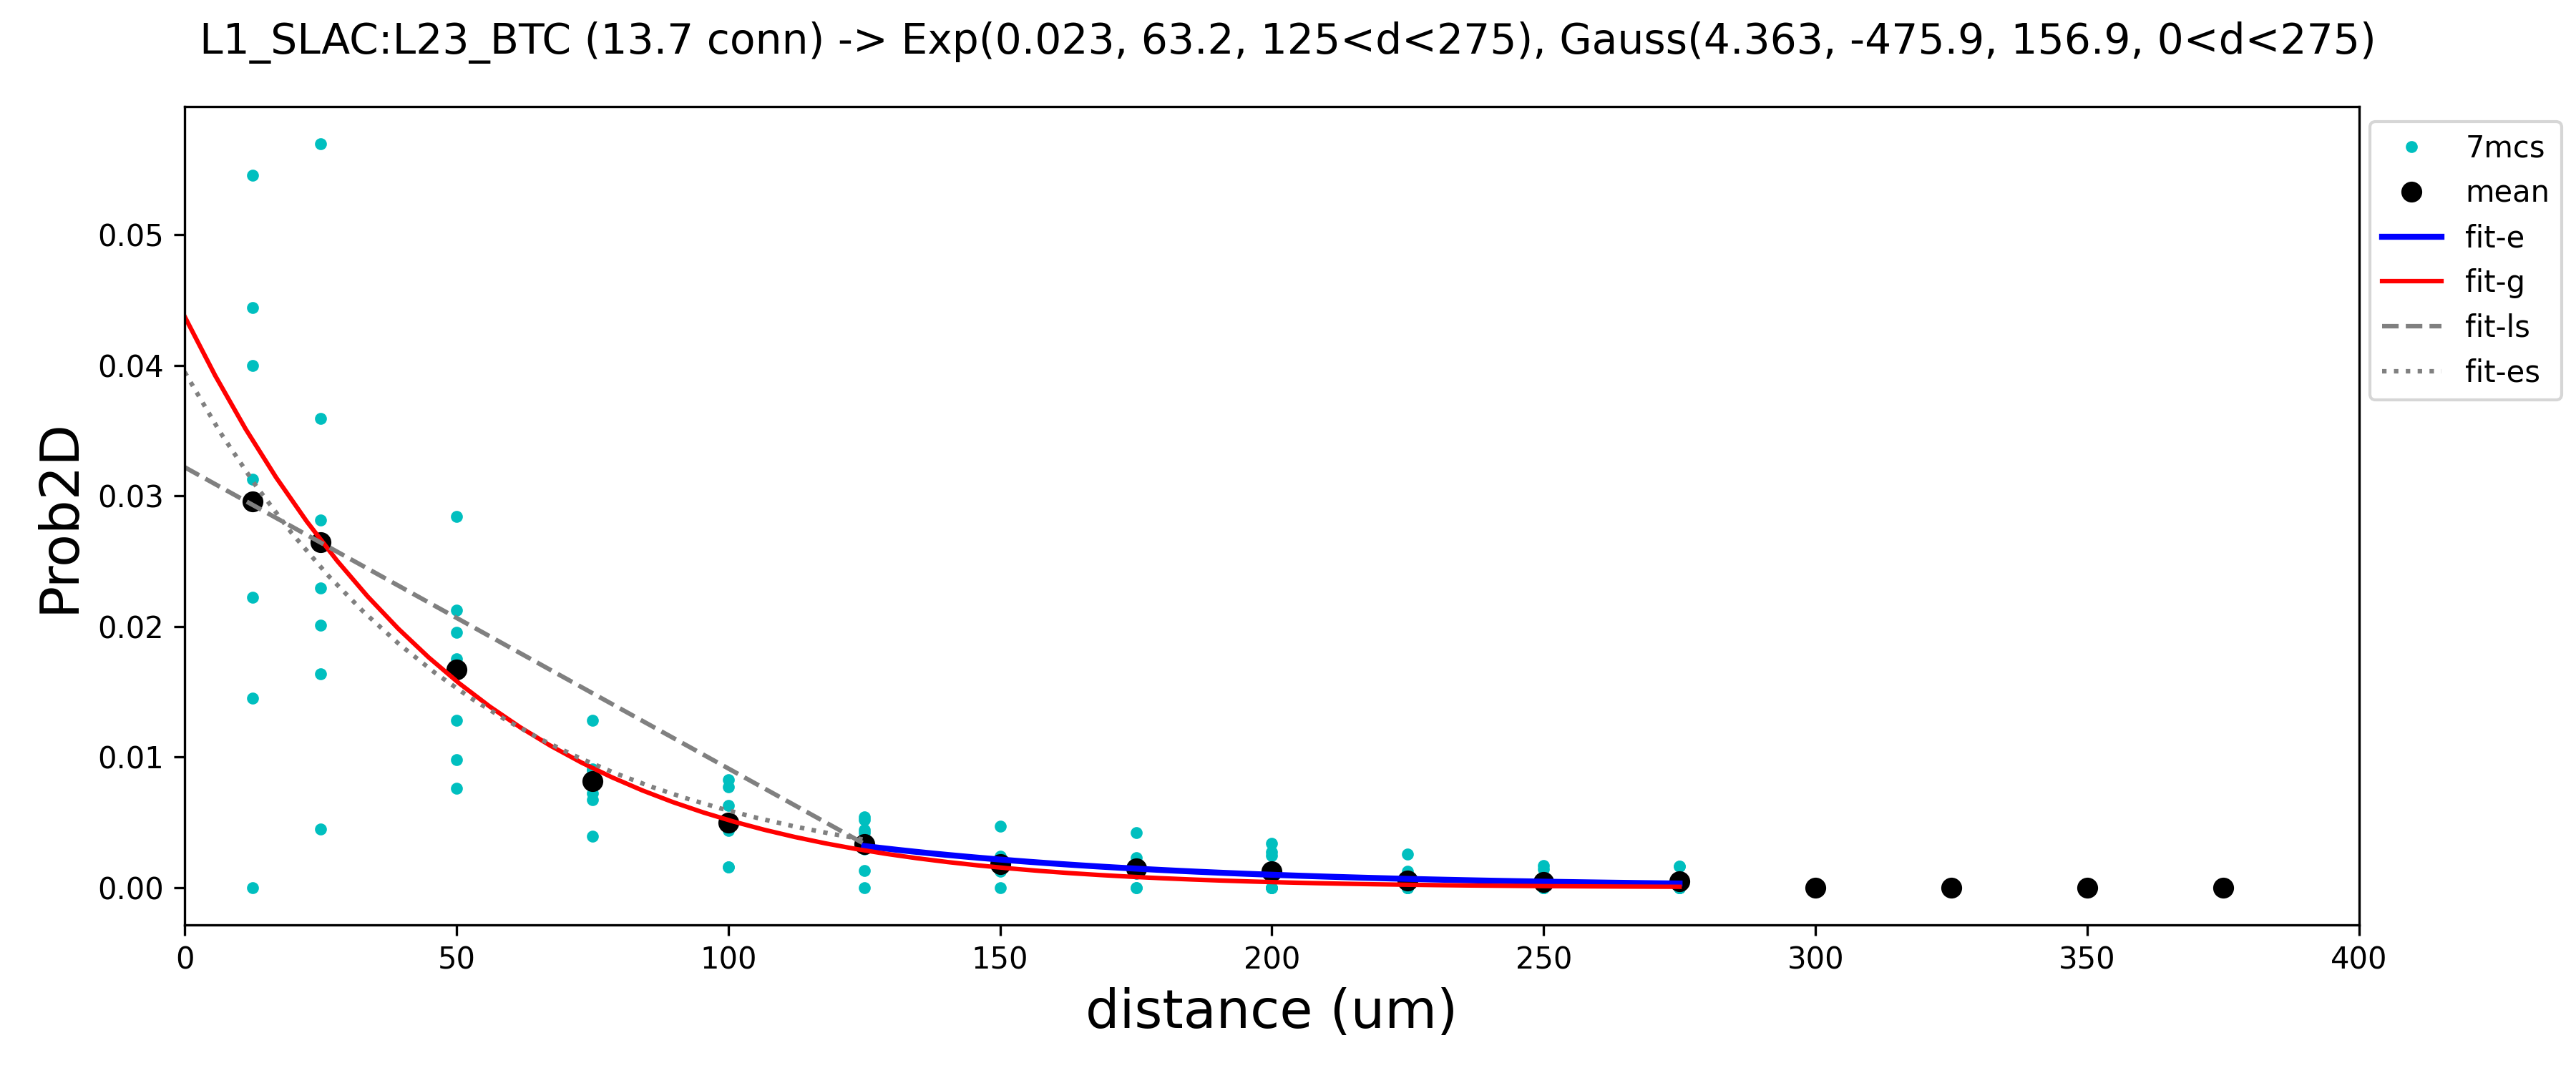 L1_SLAC:L23_BTC (13.7 conn) -> Exp(0.023, 63.2, 125<d<275), Gauss(4.363, -475.9, 156.9, 0<d<275)
7mcs
mean
fit-e
fit-g
fit-ls
fit-es
Prob2D
0.05
0.04
0.03
0.02
0.01
0.00
0 50 100 150 200 250 300 350 400
distance (um)